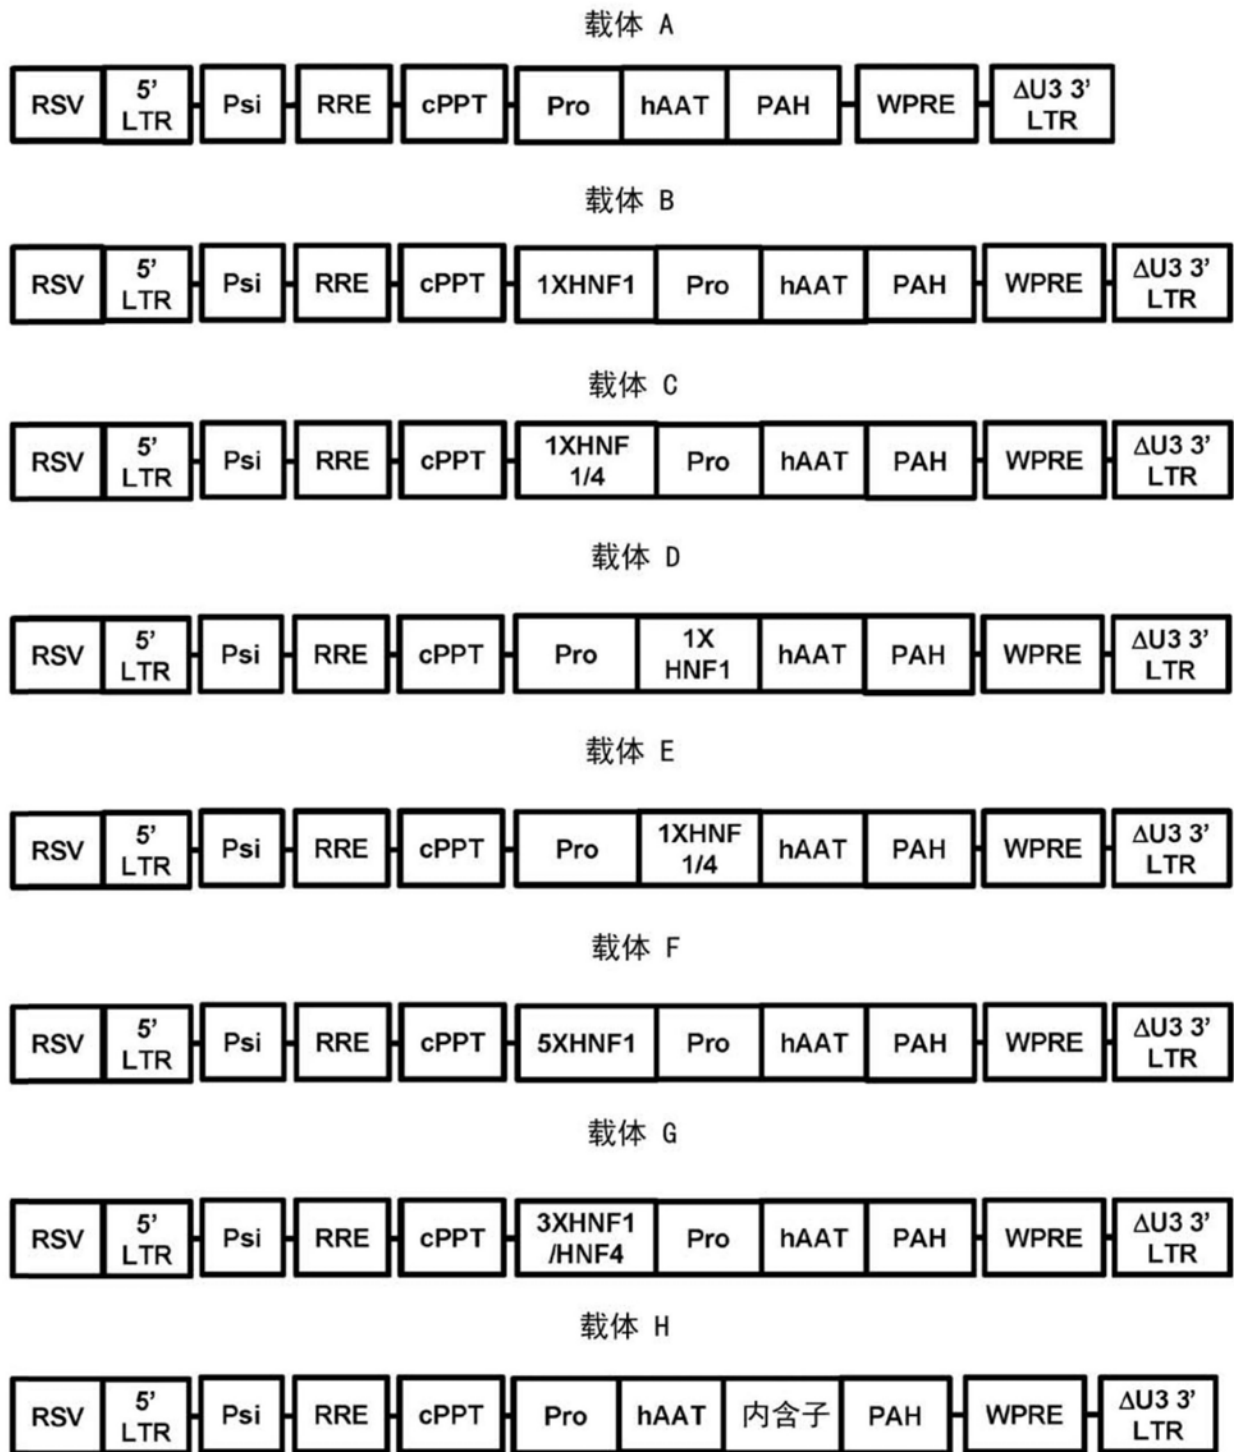 载体 A
RSV 5' LTR Psi RRE cPPT Pro hAAT PAH WPRE ΔU3 3' LTR
载体 B
RSV 5' LTR Psi RRE cPPT 1XHNF1 Pro hAAT PAH WPRE ΔU3 3' LTR
载体 C
RSV 5' LTR Psi RRE cPPT 1XHNF 1/4 Pro hAAT PAH WPRE ΔU3 3' LTR
载体 D
RSV 5' LTR Psi RRE cPPT Pro 1X HNF1 hAAT PAH WPRE ΔU3 3' LTR
载体 E
RSV 5' LTR Psi RRE cPPT Pro 1XHNF 1/4 hAAT PAH WPRE ΔU3 3' LTR
载体 F
RSV 5' LTR Psi RRE cPPT 5XHNF1 Pro hAAT PAH WPRE ΔU3 3' LTR
载体 G
RSV 5' LTR Psi RRE cPPT 3XHNF1 /HNF4 Pro hAAT PAH WPRE ΔU3 3' LTR
载体 H
RSV 5' LTR Psi RRE cPPT Pro hAAT 内含子 PAH WPRE ΔU3 3' LTR